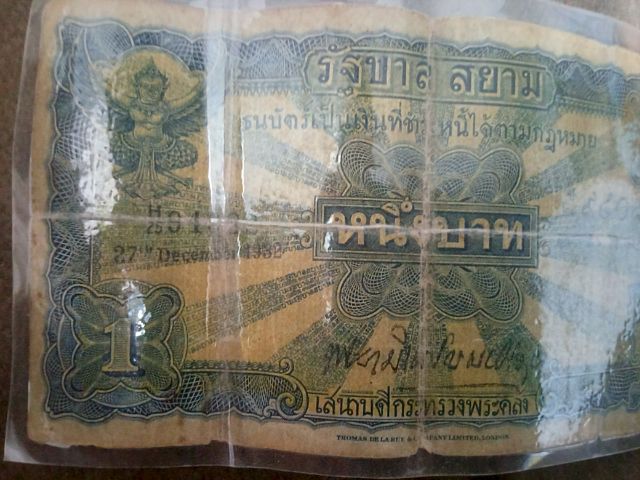 รัฐบาลสยาม
ธนบัตรเป็นเงินที่ชำ หนี้ได้ตามกฎหมาย
หนึ่งบาท
27th December 1932
1
เสนาบดีกระทรวงพระคลัง
THOMAS DE LA RUE & COMPANY LIMITED, LONDON